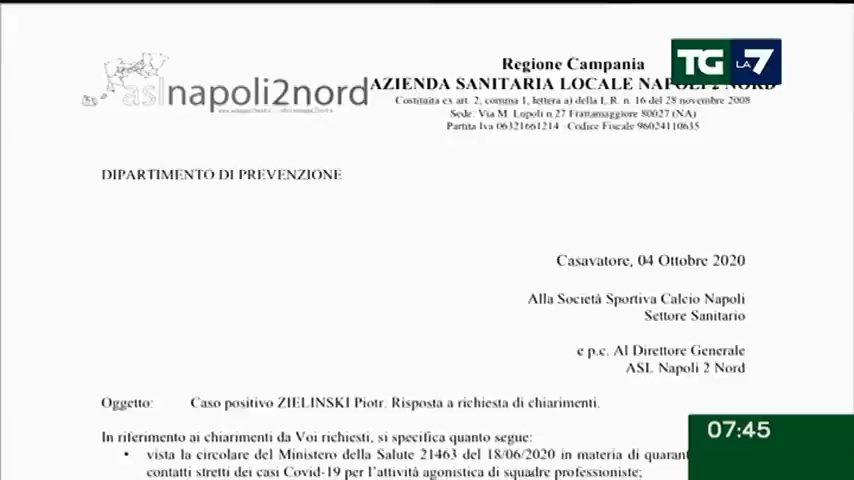 Regione Campania
TG LA 7
aslnapoli2nord
AZIENDA SANITARIA LOCALE NAPOLI 2 NORD
Costituita ex art. 2, comma 1, lettera a) della L.R. n. 16 del 28 novembre 2008
Sede: Via M. Lupoli n.27 Frattamaggiore 80027 (NA)
Partita Iva 06321661214 - Codice Fiscale 96024110635
DIPARTIMENTO DI PREVENZIONE
Casavatore, 04 Ottobre 2020
Alla Società Sportiva Calcio Napoli
Settore Sanitario
e p.c. Al Direttore Generale
ASL Napoli 2 Nord
Oggetto: Caso positivo ZIELINSKI Piotr. Risposta a richiesta di chiarimenti.
07:45
In riferimento ai chiarimenti da Voi richiesti, si specifica quanto segue:
• vista la circolare del Ministero della Salute 21463 del 18/06/2020 in materia di quarant
contatti stretti dei casi Covid-19 per l'attività agonistica di squadre professioniste;